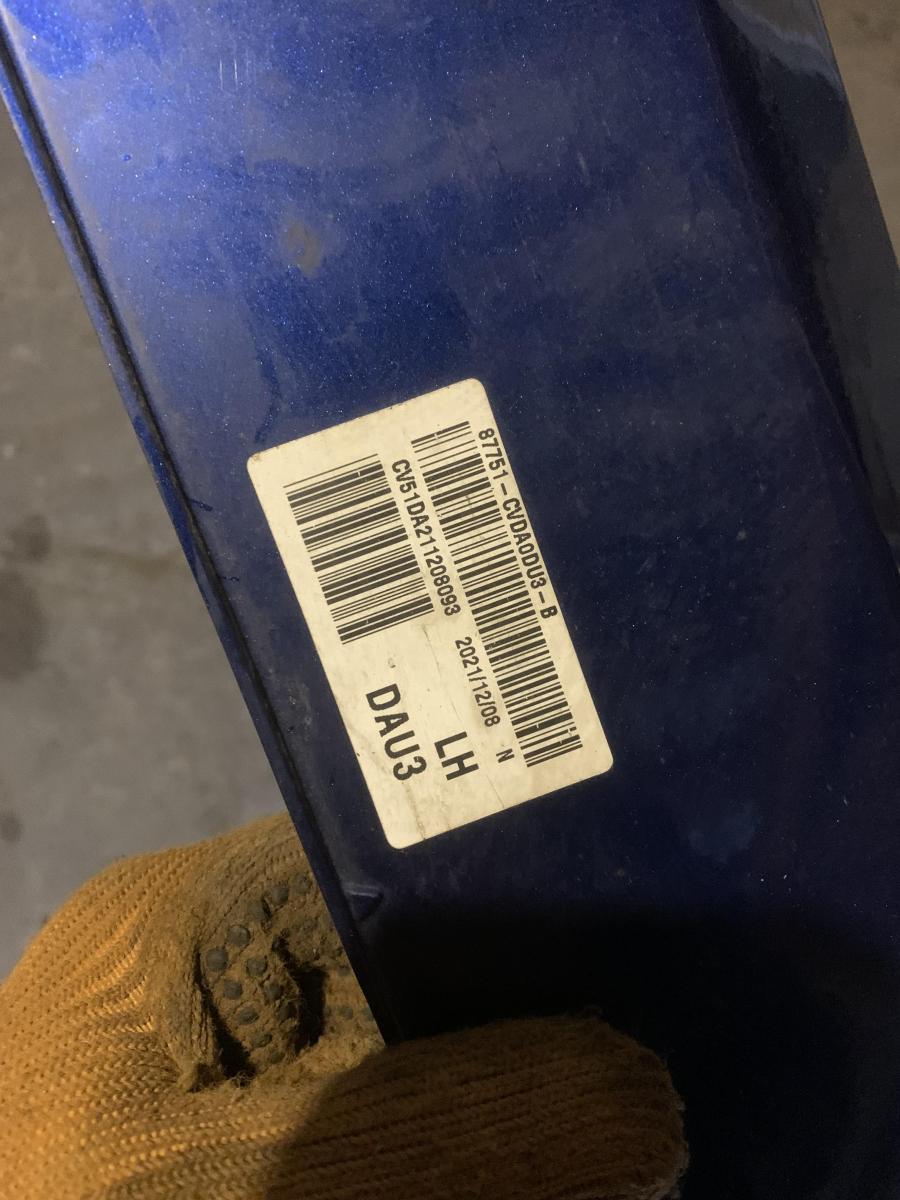 87751-CVDA0DU3-B
CV51DA211208093
2021/12/08
N
LH
DAU3